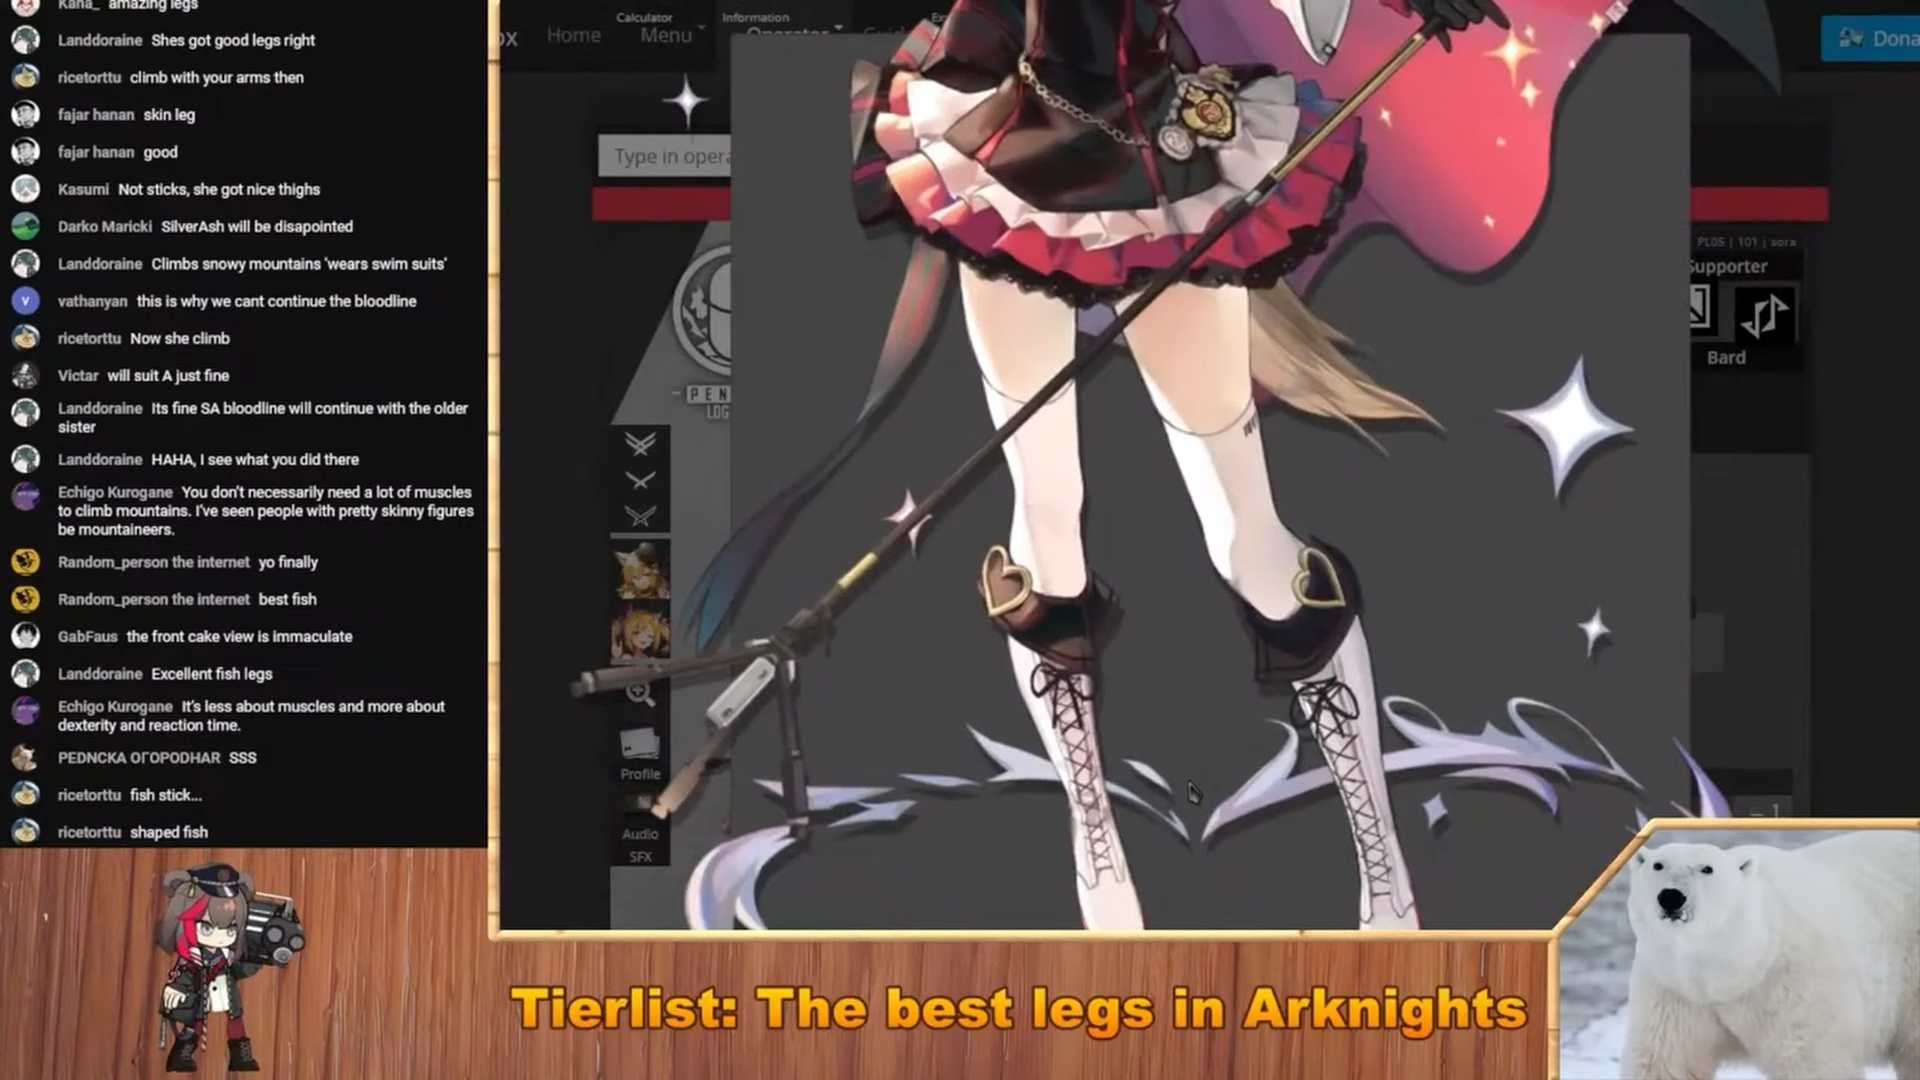 Kana_ amazing legs
Landdoraine Shes got good legs right
ricetorttu climb with your arms then
fajar hanan skin leg
fajar hanan good
Kasumi Not sticks, she got nice thighs
Darko Maricki SilverAsh will be disapointed
Landdoraine Climbs snowy mountains 'wears swim suits'
V
vathanyan this is why we cant continue the bloodline
ricetorttu Now she climb
Victar will suit A just fine
Landdoraine Its fine SA bloodline will continue with the older
sister
Landdoraine HAHA, I see what you did there
Echigo Kurogane You don't necessarily need a lot of muscles
to climb mountains. I've seen people with pretty skinny figures
be mountaineers.
Random_person the internet yo finally
Random_person the internet best fish
GabFaus the front cake view is immaculate
Landdoraine Excellent fish legs
Echigo Kurogane It's less about muscles and more about
dexterity and reaction time.
PEDNCKA ОГОРОDНАR SSS
ricetorttu fish stick...
ricetorttu shaped fish
Calculator
Information
Home
Menu
Operator
Dona
Type in opera
PL05 | 101 | sora
Supporter
Bard
PEN
LOG
Profile
Audio
SFX
Tierlist: The best legs in Arknights